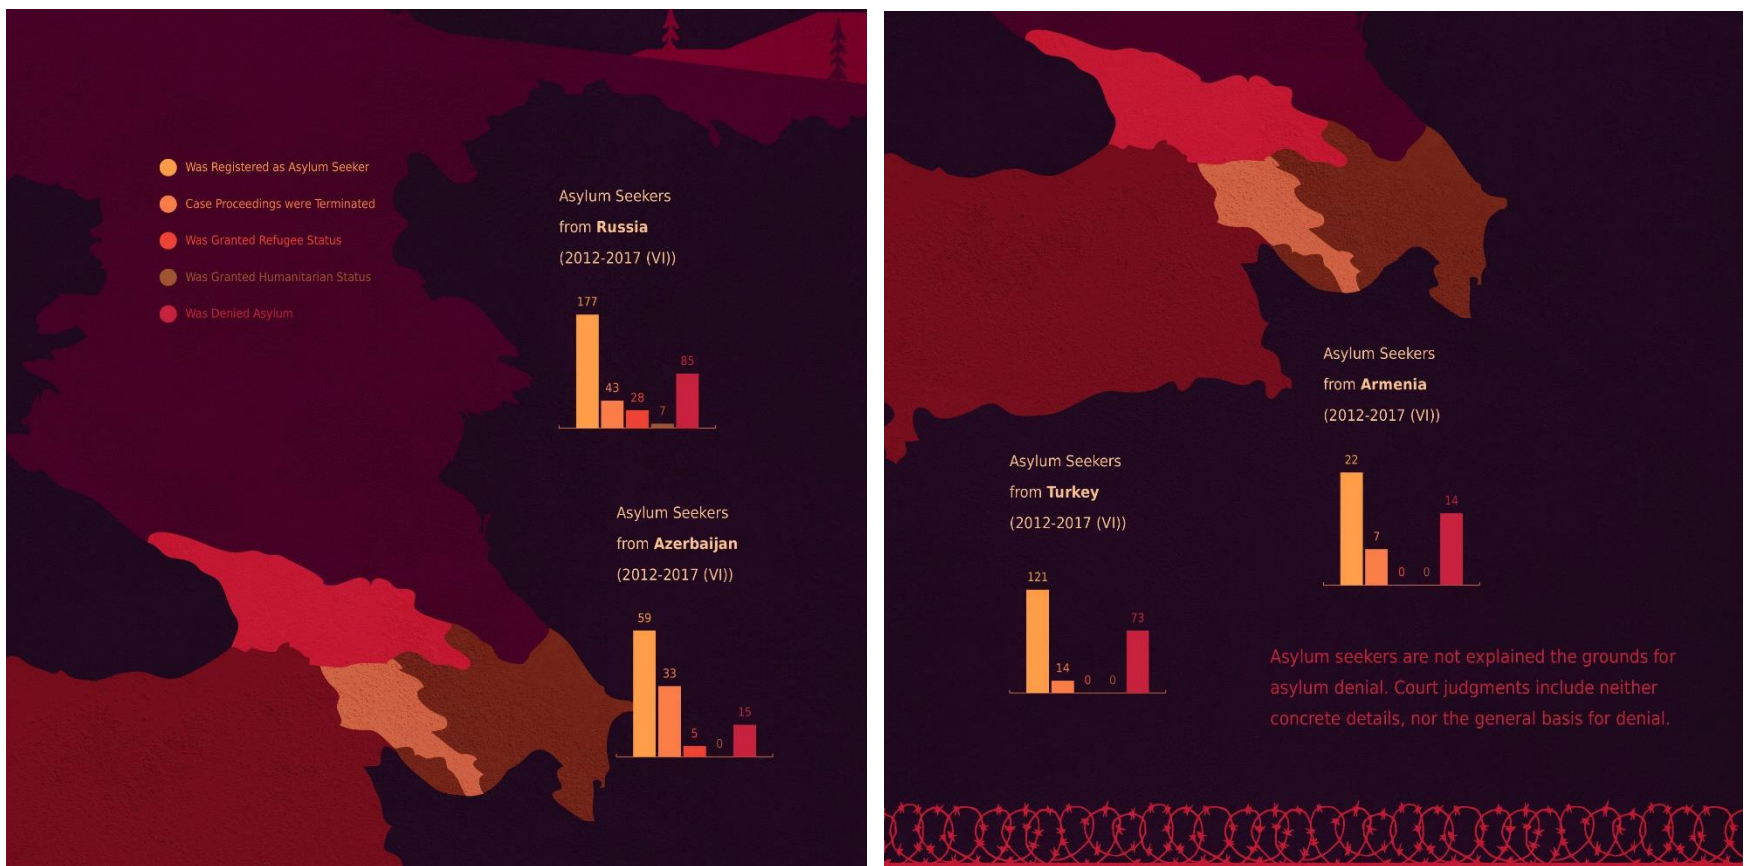 Was Registered as Asylum Seeker
Case Proceedings were Terminated
Was Granted Refugee Status
Was Granted Humanitarian Status
Was Denied Asylum
Asylum Seekers
from Russia
(2012-2017 (VI))
177
43
28
7
85
Asylum Seekers
from Azerbaijan
(2012-2017 (VI))
59
33
5
0
15
Asylum Seekers
from Armenia
(2012-2017 (VI))
22
7
0
0
14
Asylum Seekers
from Turkey
(2012-2017 (VI))
121
14
0
0
73
Asylum seekers are not explained the grounds for
asylum denial. Court judgments include neither
concrete details, nor the general basis for denial.